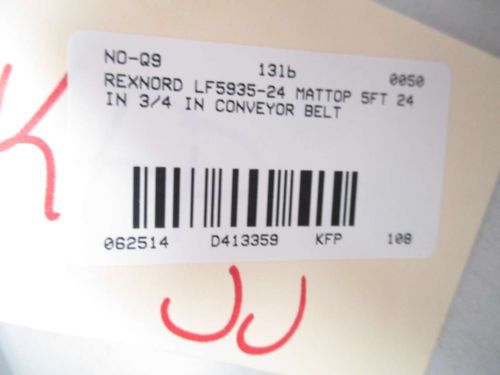 NO-Q9 13lb 0050
REXNORD LF5935-24 MATTOP 5FT 24
IN 3/4 IN CONVEYOR BELT
062514 D413359 KFP 108
K
JJ